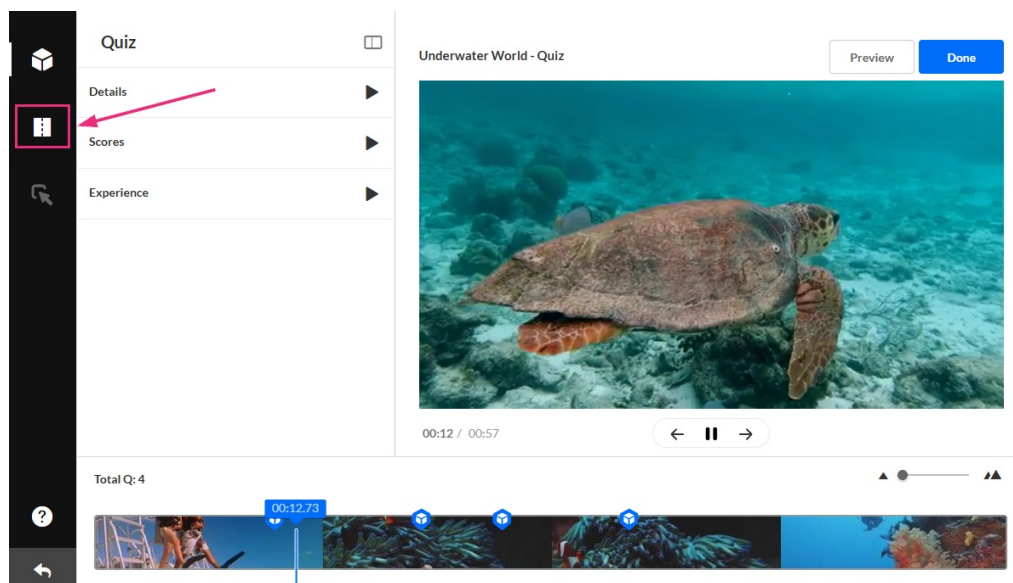 Quiz
Details
Scores
Experience
Underwater World - Quiz
Preview
Done
00:12 / 00:57
Total Q: 4
00:12.73
?